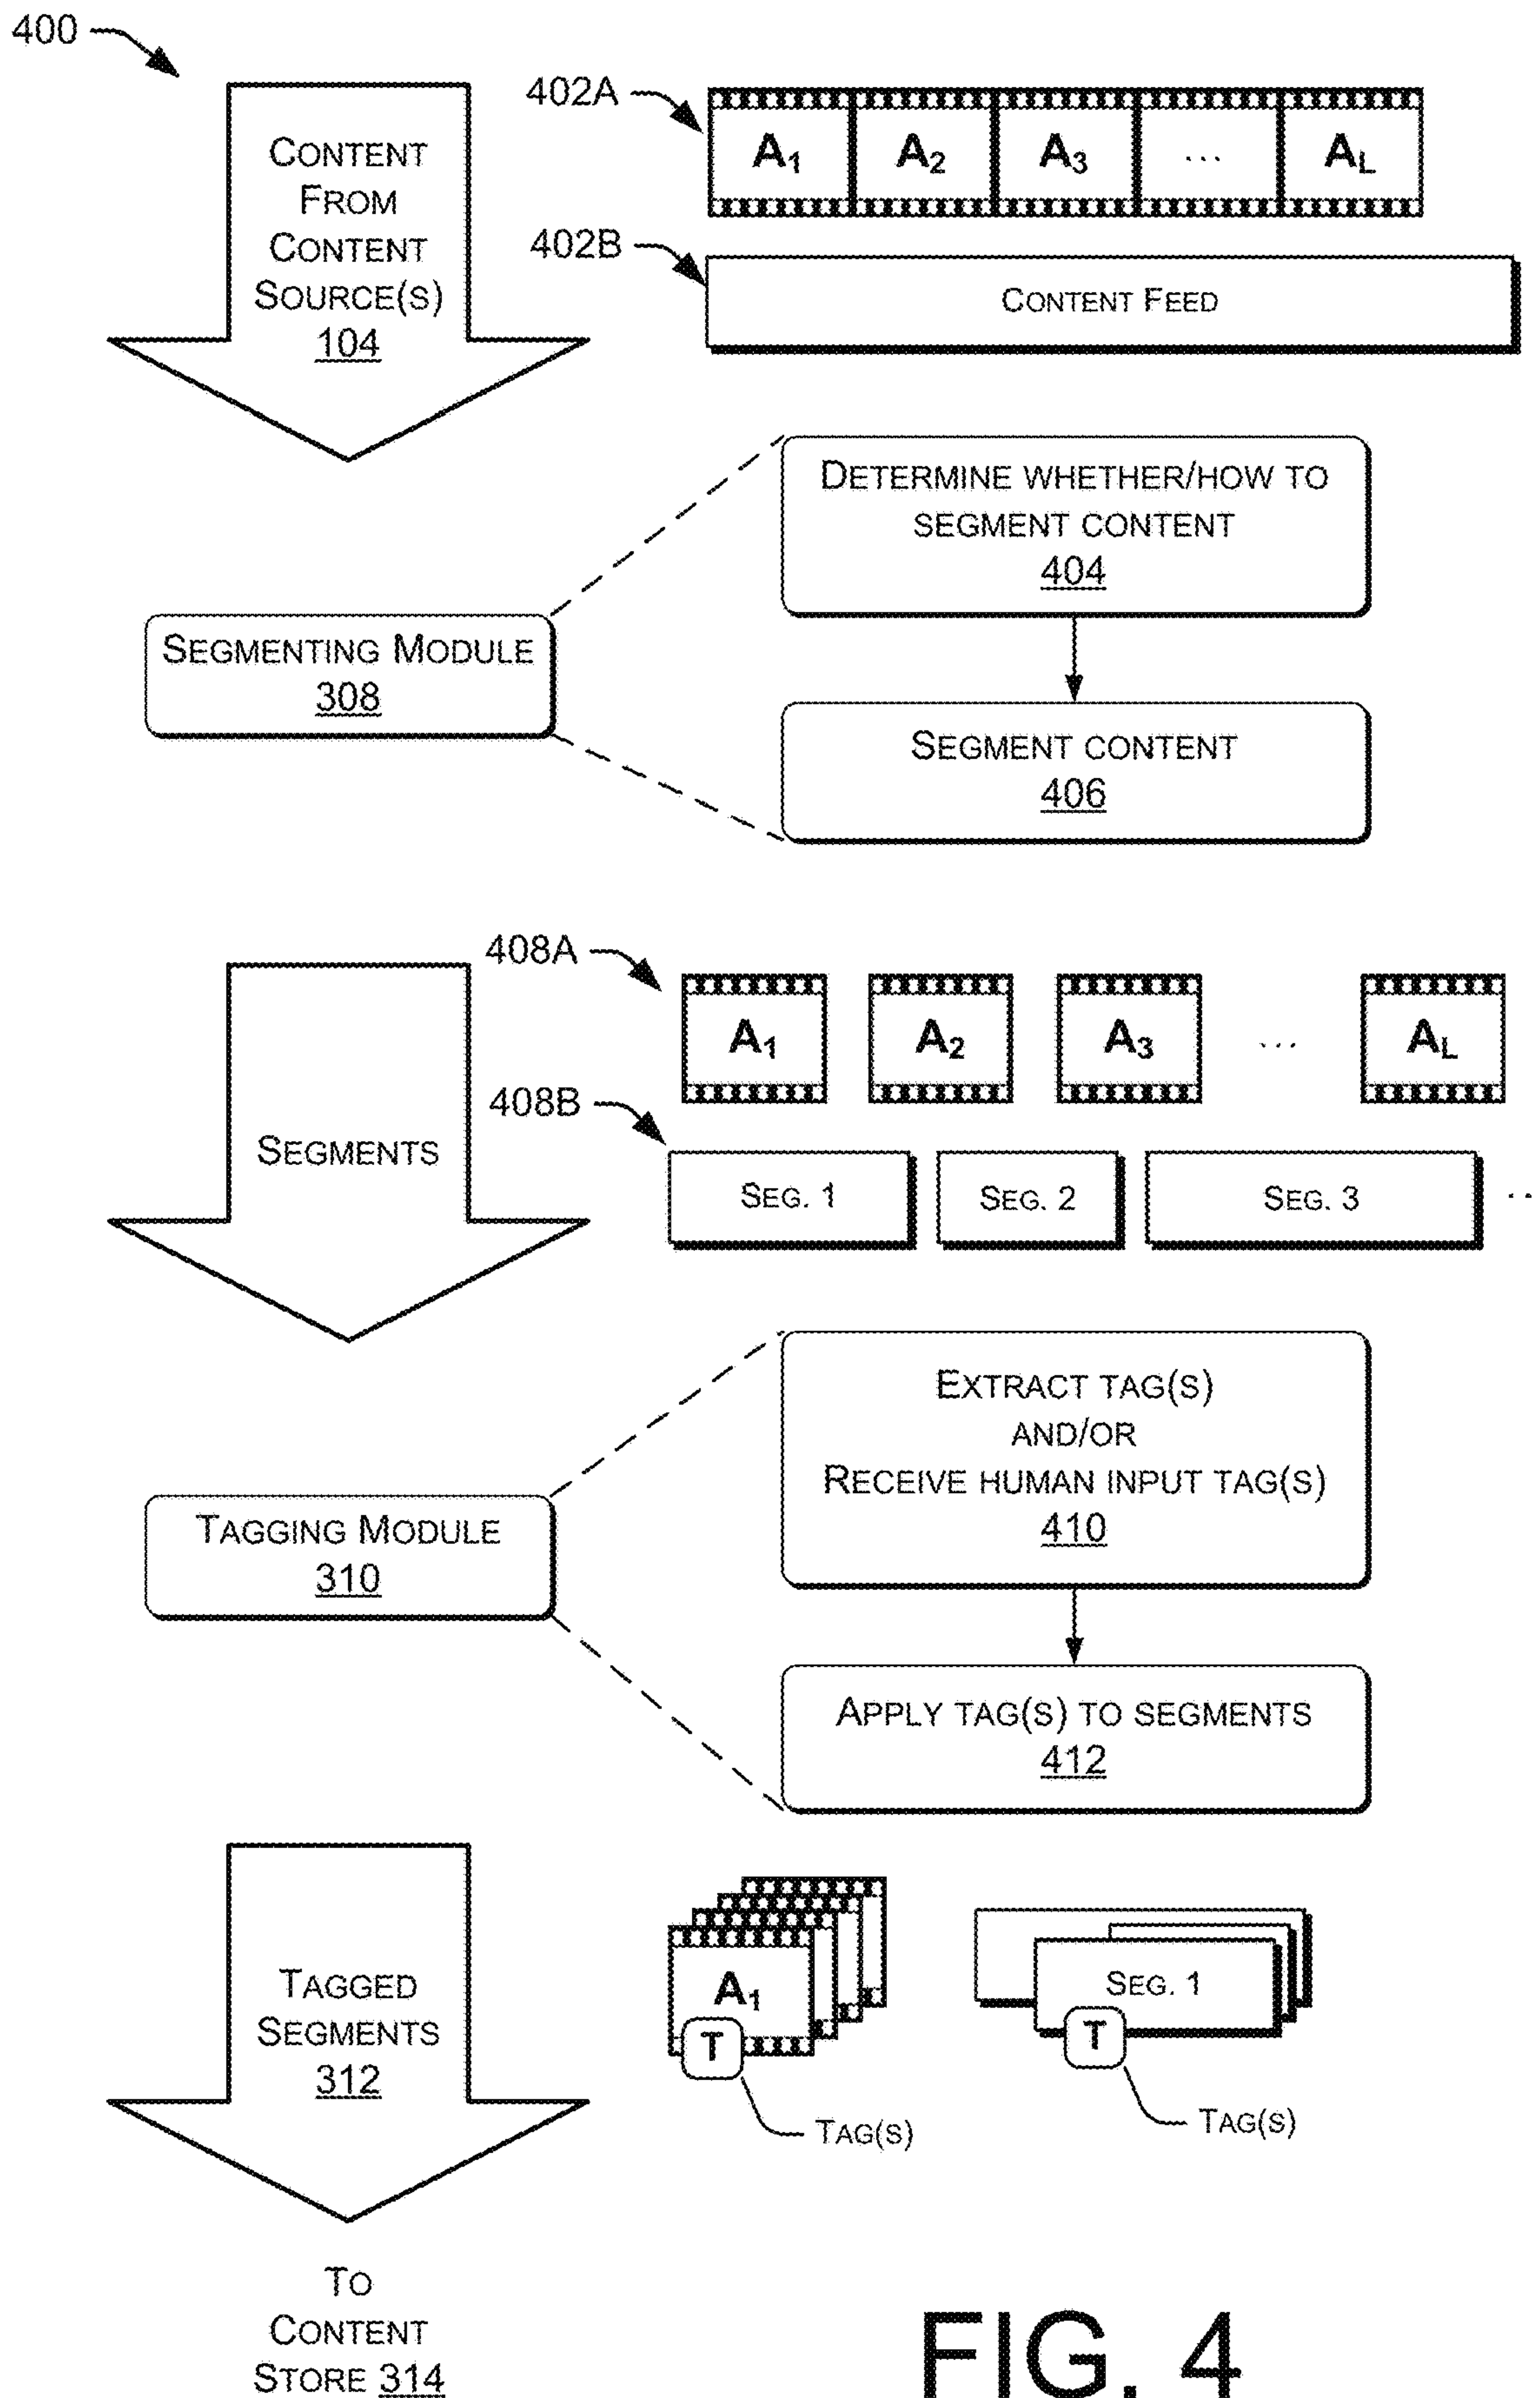 400
CONTENT
FROM
CONTENT
SOURCE(S)
104
402A
A1 A2 A3 ... AL
402B
CONTENT FEED
DETERMINE WHETHER/HOW TO
SEGMENT CONTENT
404
SEGMENTING MODULE
308
SEGMENT CONTENT
406
408A
A1 A2 A3 ... AL
SEGMENTS
408B
SEG. 1 SEG. 2 SEG. 3 ..
EXTRACT TAG(S)
AND/OR
RECEIVE HUMAN INPUT TAG(S)
410
TAGGING MODULE
310
APPLY TAG(S) TO SEGMENTS
412
TAGGED
SEGMENTS
312
A1
T
TAG(S)
SEG. 1
T
TAG(S)
TO
CONTENT
STORE 314
FIG. 4